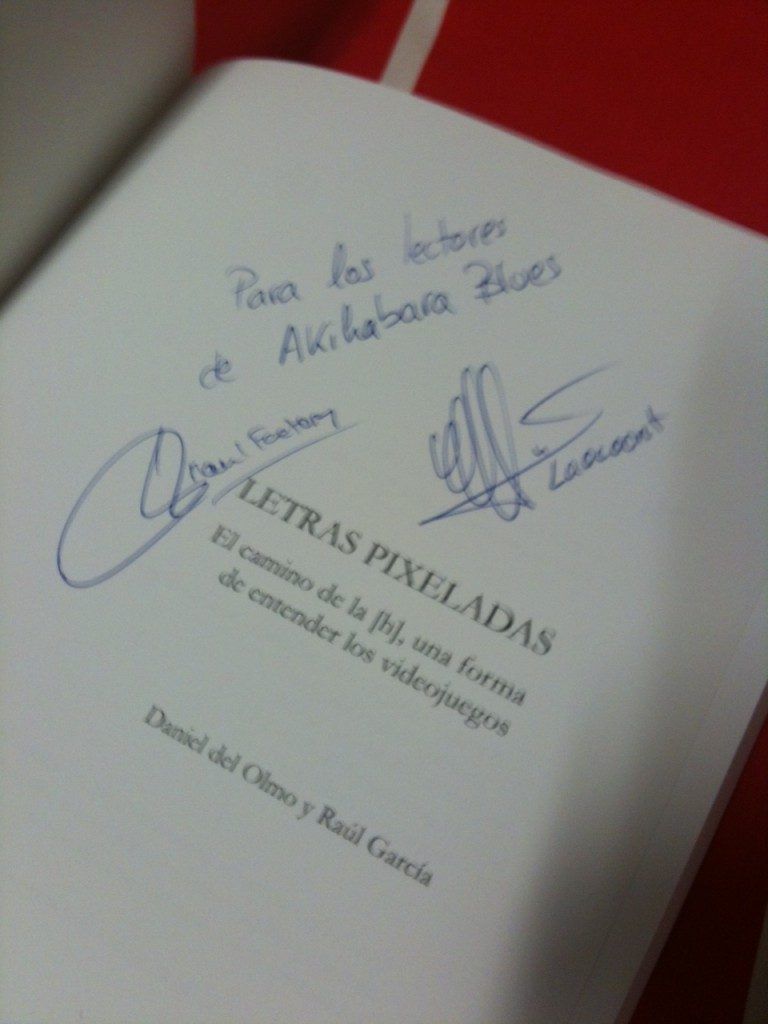 Para los lectores
de Akihabara Blues
raul Factory
LETRAS PIXELADAS
El camino de la [b], una forma
de entender los videojuegos
Daniel del Olmo y Raúl García